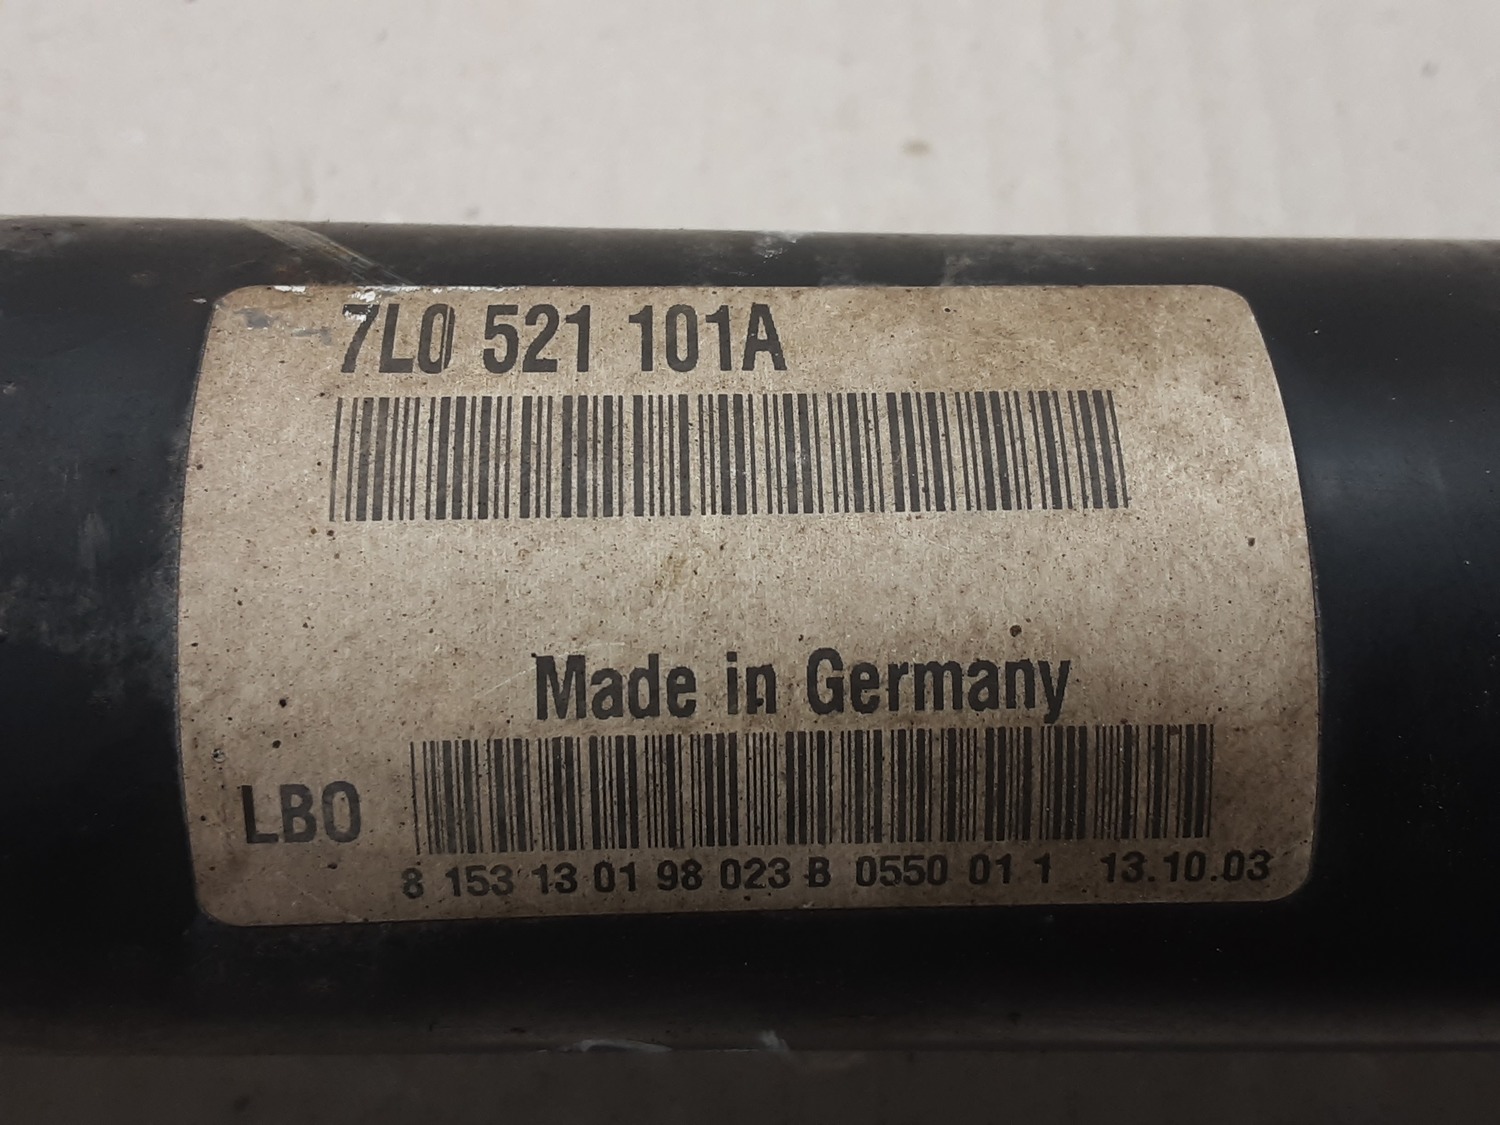 7L0 521 101A
Made in Germany
LBO
8 153 13 01 98 023 B 0550 01 1 13.10.03